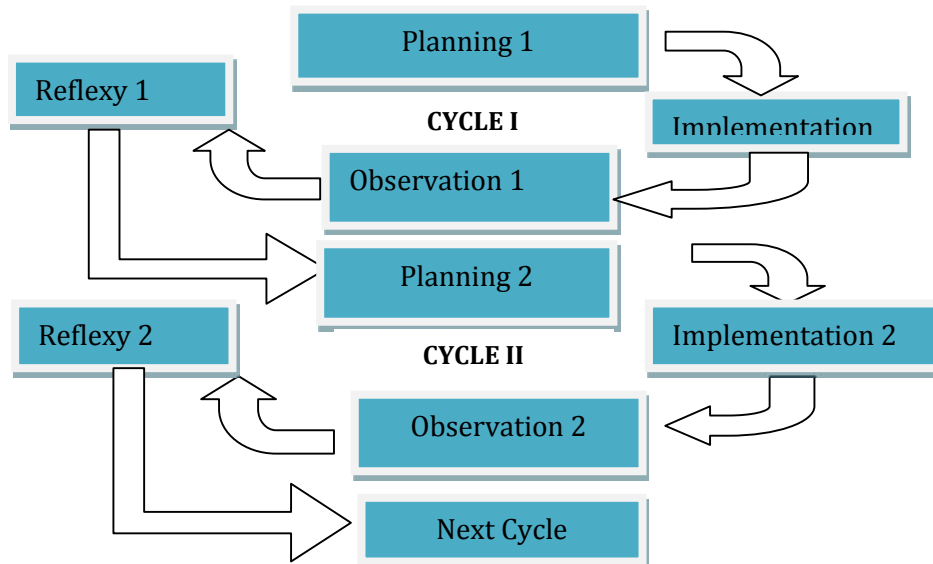 Planning 1
Reflexy 1
CYCLE I
Implementation
Observation 1
Planning 2
Reflexy 2
Implementation 2
CYCLE II
Observation 2
Next Cycle